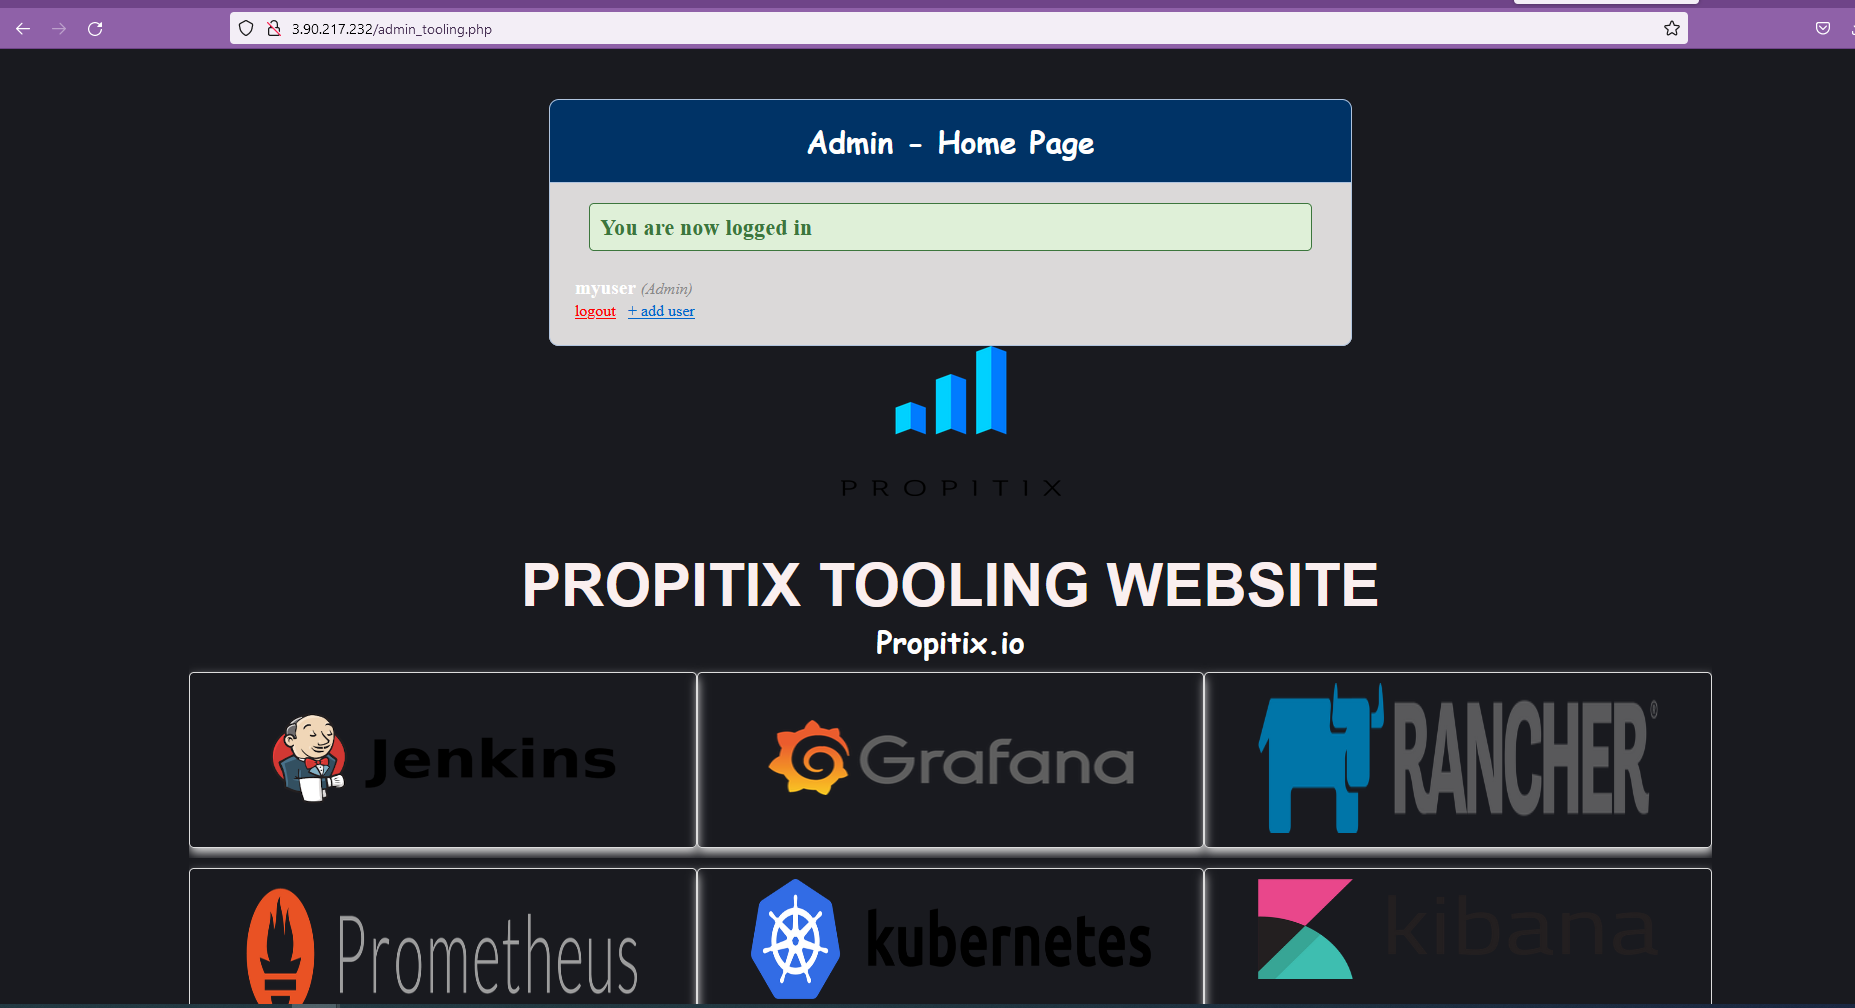 3.90.217.232/admin_tooling.php
Admin - Home Page
You are now logged in
myuser (Admin)
logout + add user
PROPITIX
PROPITIX TOOLING WEBSITE
Propitix.io
Jenkins
Grafana
RANCHER®
Prometheus
kubernetes
kibana